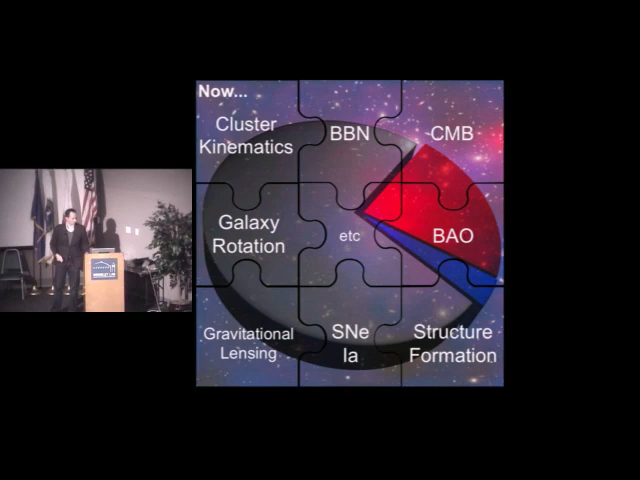 Now...
Cluster
Kinematics
BBN
CMB
Galaxy
Rotation
etc
BAO
Gravitational
Lensing
SNe
Ia
Structure
Formation